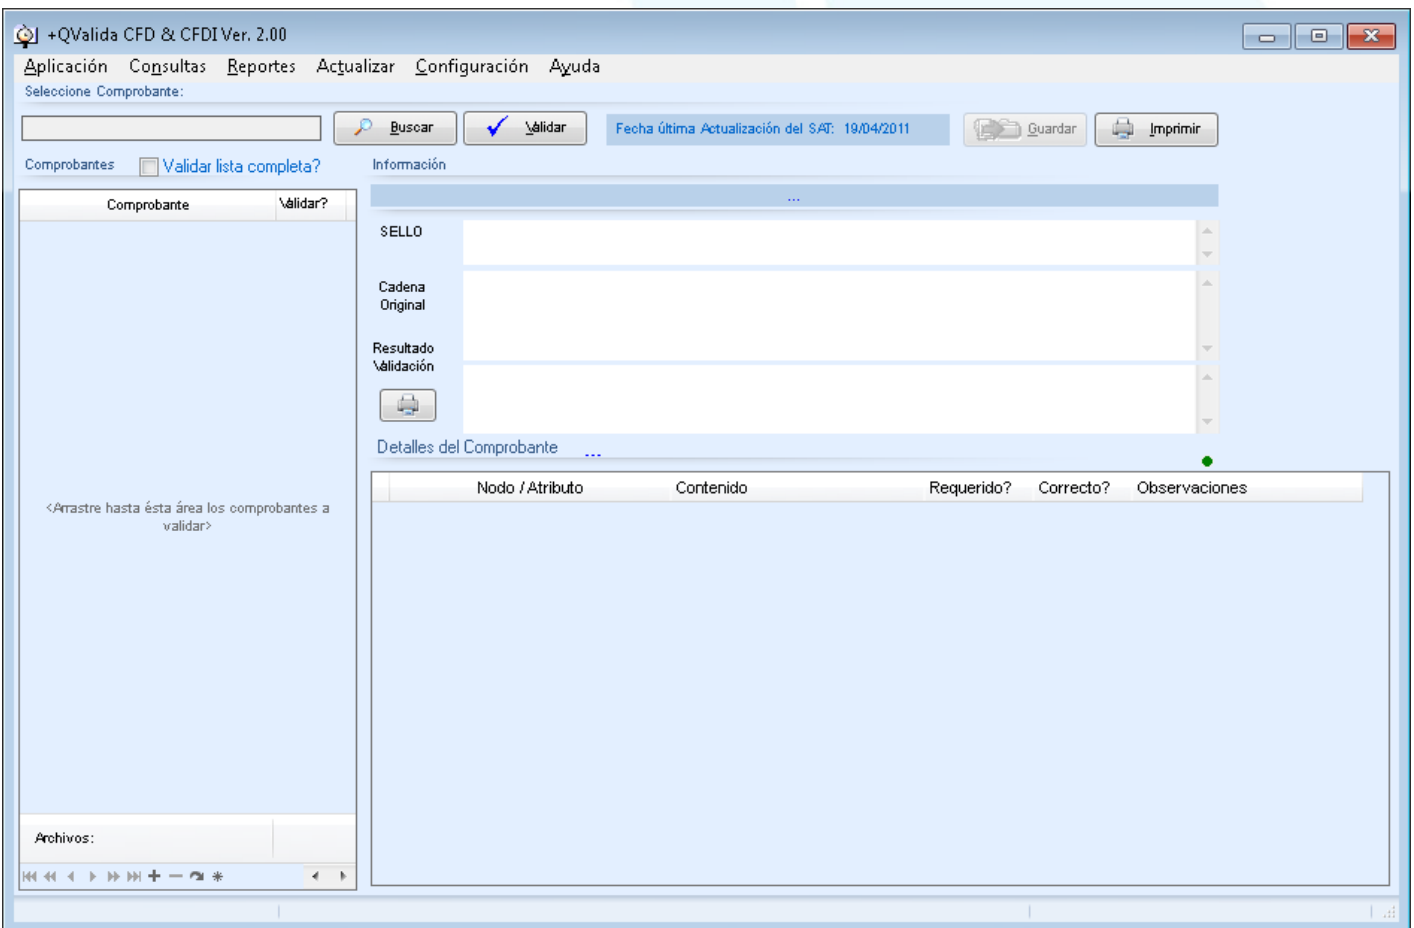 +QValida CFD & CFDI Ver. 2.00
Aplicación Consultas Reportes Actualizar Configuración Ayuda
Seleccione Comprobante:
Buscar Validar Fecha última Actualización del SAT: 19/04/2011 Guardar Imprimir
Comprobantes Validar lista completa? Información
Comprobante Validar? ...
SELLO
Cadena
Original
Resultado
Validación
Detalles del Comprobante ...
Nodo / Atributo Contenido Requerido? Correcto? Observaciones
<Arrastre hasta ésta área los comprobantes a
validar>
Archivos: